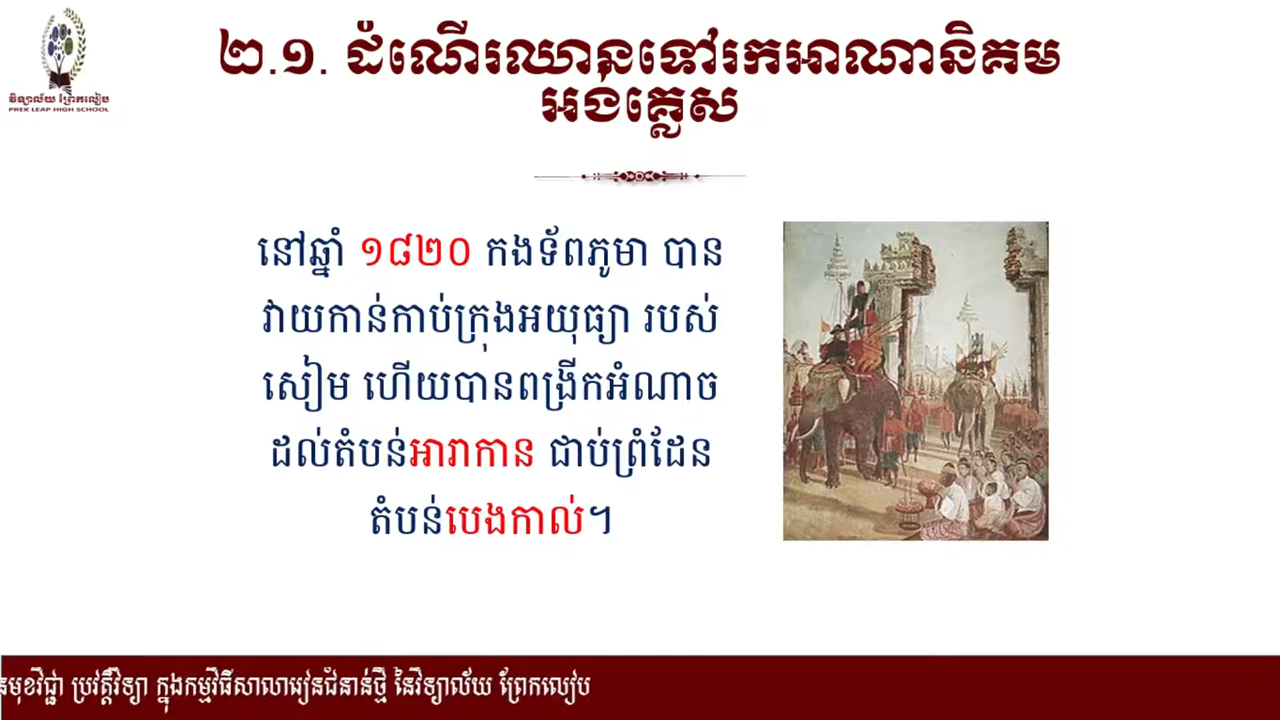 វិទ្យាល័យ ព្រែកលៀប
PREK LEAP HIGH SCHOOL
២.១. ដំណើរឈានទៅរកអាណានិគម
អង់គ្លេស
នៅឆ្នាំ ១៨២០ កងទ័ពភូមា បាន
វាយកាន់កាប់ក្រុងអយុធ្យា របស់
សៀម ហើយបានពង្រីកអំណាច
ដល់តំបន់អារាកាន ជាប់ព្រំដែន
តំបន់បេងកាល់។
មុខវិជ្ជា ប្រវត្តិវិទ្យា ក្នុងកម្មវិធីសាលារៀនជំនាន់ថ្មី នៃវិទ្យាល័យ ព្រែកលៀប